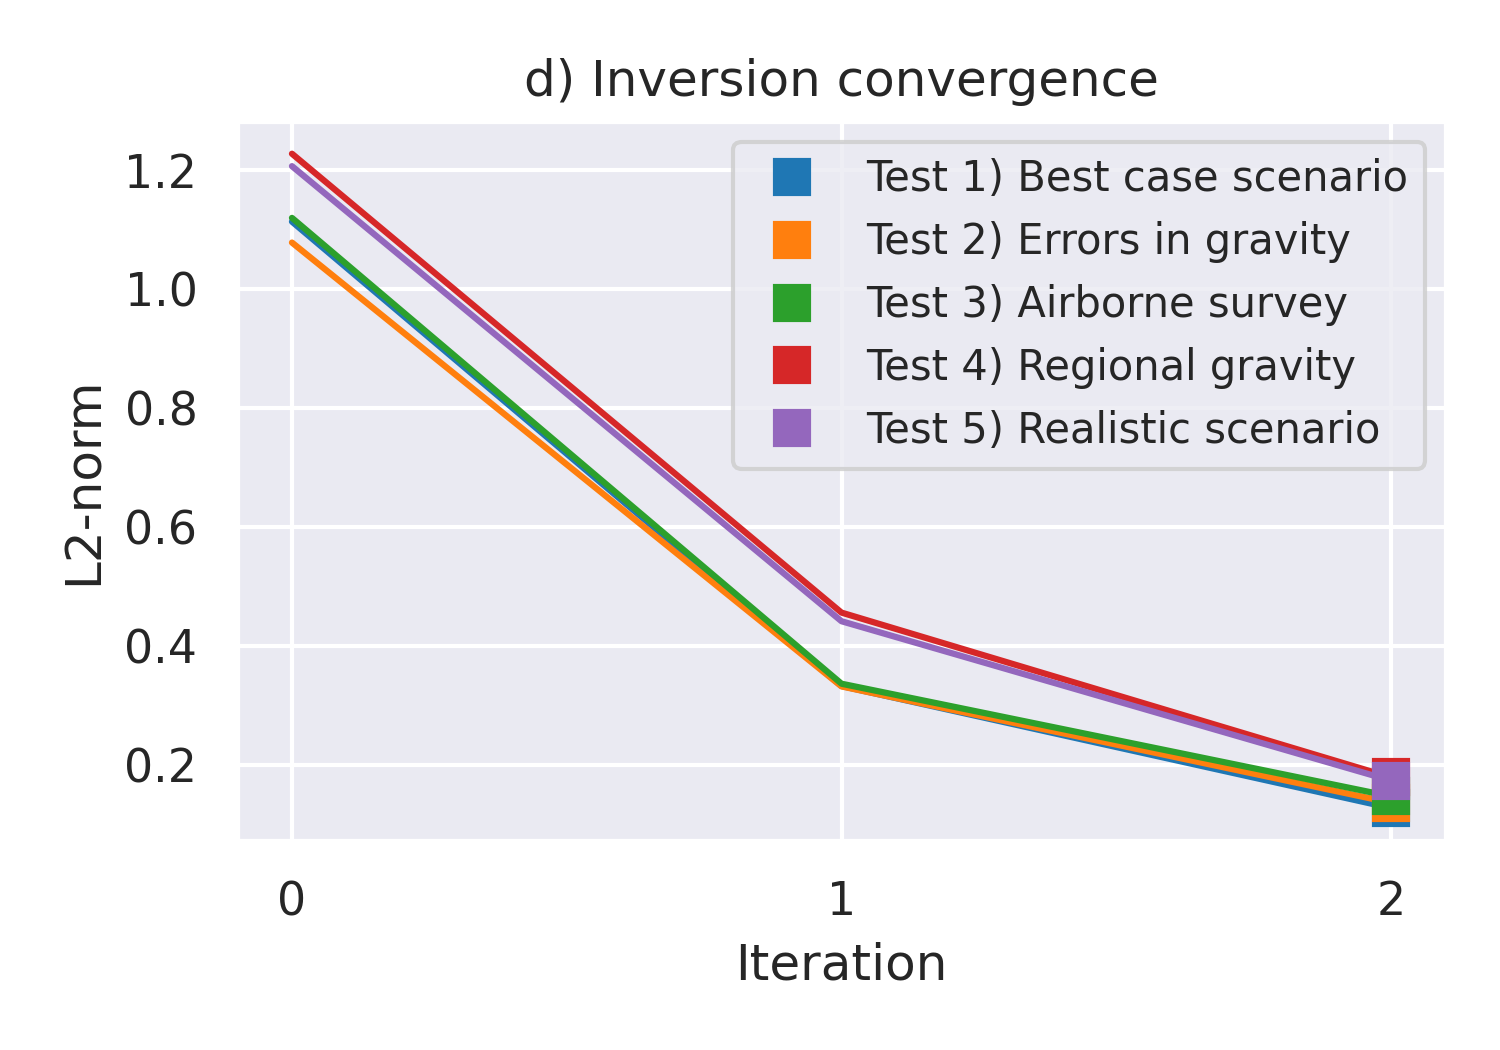 d) Inversion convergence
1.2
1.0
0.8
0.6
0.4
0.2
L2-norm
Test 1) Best case scenario
Test 2) Errors in gravity
Test 3) Airborne survey
Test 4) Regional gravity
Test 5) Realistic scenario
0 1 2
Iteration